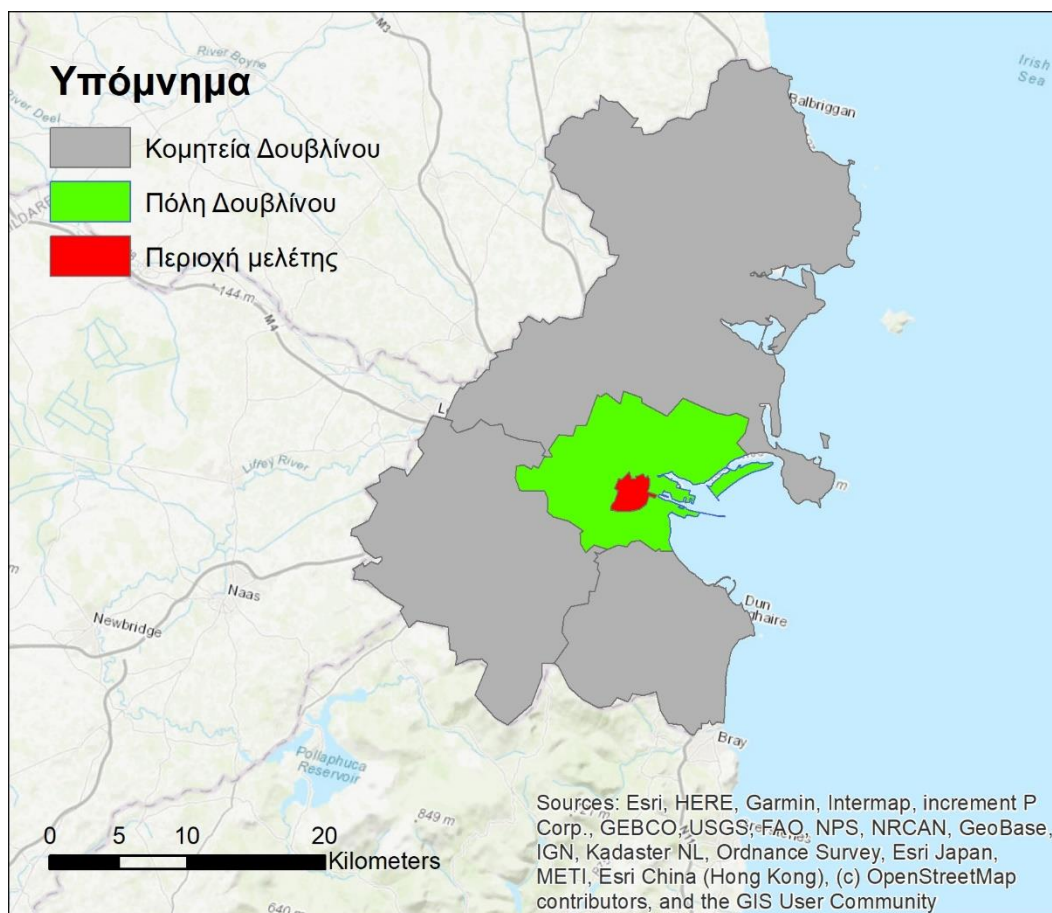 M3
River Boyne
Irish
Sea
Υπόμνημα
River Deel
Balbriggan
Κομητεία Δουβλίνου
Πόλη Δουβλίνου
Περιοχή μελέτης
144 m
M4
Liffey River
m
m
Naas
Newbridge
Dun
Bray
Pollaphuca
Reservoir
849 m
640 m
0 5 10 20
Kilometers
Sources: Esri, HERE, Garmin, Intermap, increment P
Corp., GEBCO, USGS, FAO, NPS, NRCAN, GeoBase,
IGN, Kadaster NL, Ordnance Survey, Esri Japan,
METI, Esri China (Hong Kong), (c) OpenStreetMap
contributors, and the GIS User Community